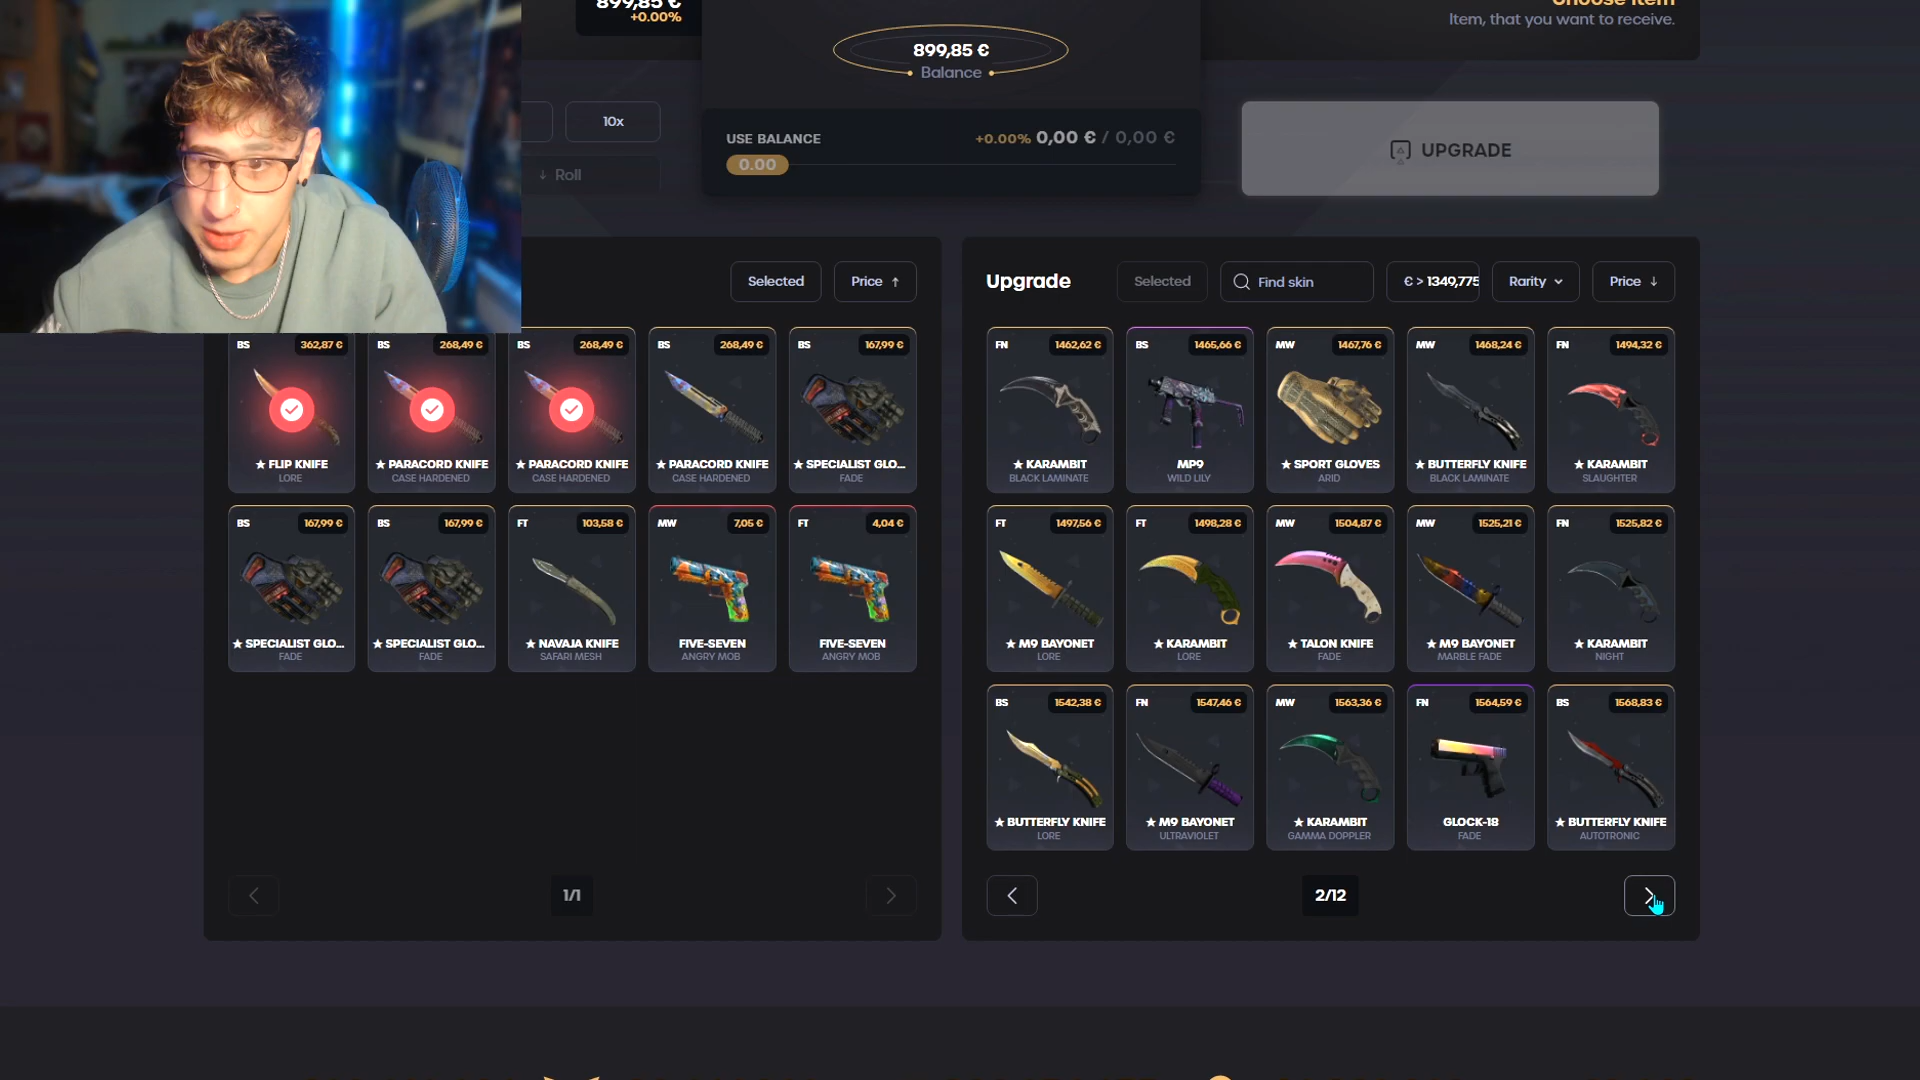 899,85 €
+0.00%
Choose item
Item, that you want to receive.
899,85 €
Balance
10x
USE BALANCE
+0.00% 0,00 € / 0,00 €
0.00
UPGRADE
↓ Roll
Selected
Price ↑
Upgrade
Selected
Find skin
€ > 1349,775
Rarity
Price ↓
BS 362,87 €
★ FLIP KNIFE
LORE
BS 268,49 €
★ PARACORD KNIFE
CASE HARDENED
BS 268,49 €
★ PARACORD KNIFE
CASE HARDENED
BS 268,49 €
★ PARACORD KNIFE
CASE HARDENED
BS 167,99 €
★ SPECIALIST GLO...
FADE
BS 167,99 €
★ SPECIALIST GLO...
FADE
BS 167,99 €
★ SPECIALIST GLO...
FADE
FT 103,58 €
★ NAVAJA KNIFE
SAFARI MESH
MW 7,05 €
FIVE-SEVEN
ANGRY MOB
FT 4,04 €
FIVE-SEVEN
ANGRY MOB
1/1
FN 1462,62 €
★ KARAMBIT
BLACK LAMINATE
BS 1465,66 €
MP9
WILD LILY
MW 1467,76 €
★ SPORT GLOVES
ARID
MW 1468,24 €
★ BUTTERFLY KNIFE
BLACK LAMINATE
FN 1494,32 €
★ KARAMBIT
SLAUGHTER
FT 1497,56 €
★ M9 BAYONET
LORE
FT 1498,28 €
★ KARAMBIT
LORE
MW 1504,87 €
★ TALON KNIFE
FADE
MW 1525,21 €
★ M9 BAYONET
MARBLE FADE
FN 1525,82 €
★ KARAMBIT
NIGHT
BS 1542,38 €
★ BUTTERFLY KNIFE
LORE
FN 1547,46 €
★ M9 BAYONET
ULTRAVIOLET
MW 1563,36 €
★ KARAMBIT
GAMMA DOPPLER
FN 1564,59 €
GLOCK-18
FADE
BS 1568,83 €
★ BUTTERFLY KNIFE
AUTOTRONIC
2/12